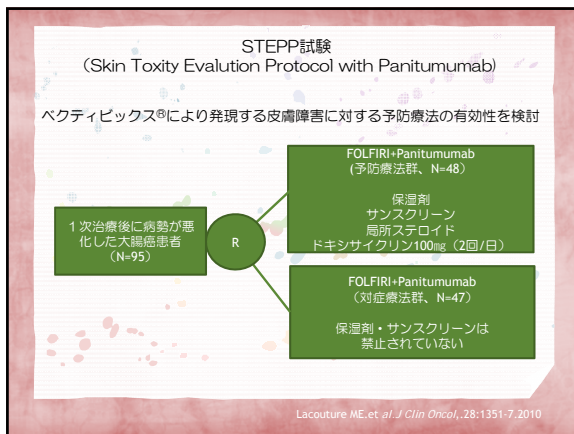 STEPP試験
（Skin Toxity Evalution Protocol with Panitumumab)
ベクティビックス®により発現する皮膚障害に対する予防療法の有効性を検討
１次治療後に病勢が悪
化した大腸癌患者
（N=95）
R
FOLFIRI+Panitumumab
(予防療法群、N=48）
保湿剤
サンスクリーン
局所ステロイド
ドキシサイクリン100㎎（2回/日）
FOLFIRI+Panitumumab
（対症療法群、N=47）
保湿剤・サンスクリーンは
禁止されていない
Lacouture ME.et al.J Clin Oncol,.28:1351-7.2010